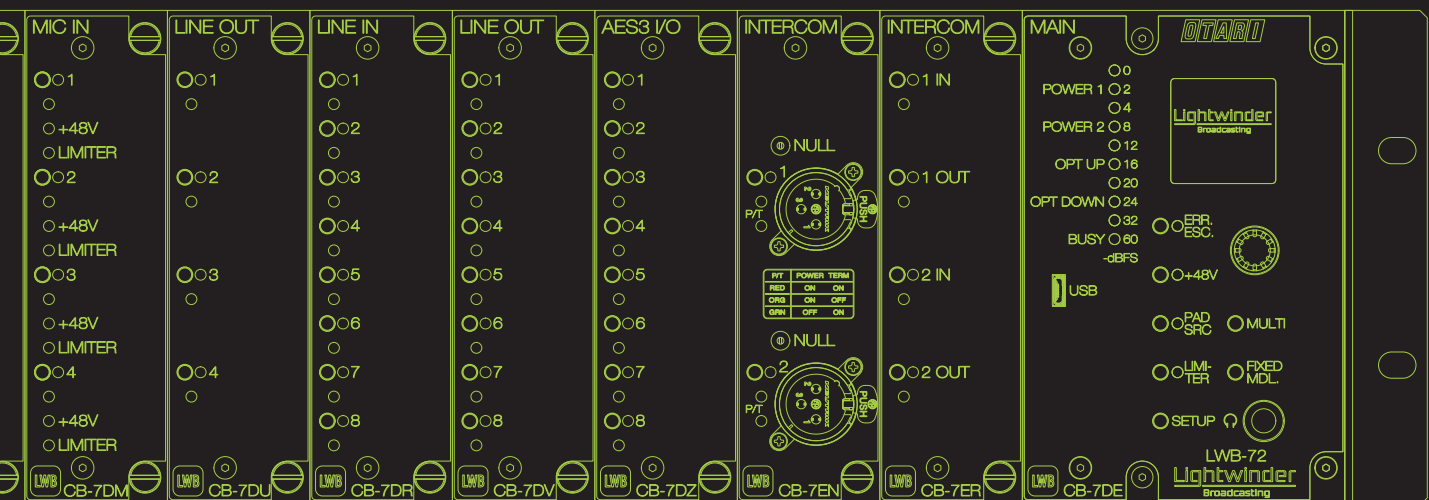 MIC IN
1
+48V
LIMITER
2
+48V
LIMITER
3
+48V
LIMITER
4
+48V
LIMITER
LWB CB-7DM
LINE OUT
1
2
3
4
LWB CB-7DU
LINE IN
1
2
3
4
5
6
7
8
LWB CB-7DR
LINE OUT
1
2
3
4
5
6
7
8
LWB CB-7DV
AES3 I/O
1
2
3
4
5
6
7
8
LWB CB-7DZ
INTERCOM
NULL
1
P/T
PUSH
P/T POWER TERM
RED ON ON
ORG ON OFF
GRN OFF ON
NULL
2
P/T
PUSH
LWB CB-7EN
INTERCOM
1 IN
1 OUT
2 IN
2 OUT
LWB CB-7ER
MAIN
OTARI
0
POWER 1 2
4
POWER 2 8
12
OPT UP 16
20
OPT DOWN 24
32
BUSY 60
-dBFS
USB
Lightwinder
Broadcasting
ERR.
ESC.
+48V
PAD
SRC
MULTI
LIMI-
TER
FIXED
MDL.
SETUP
LWB-72
Lightwinder
Broadcasting
LWB CB-7DE